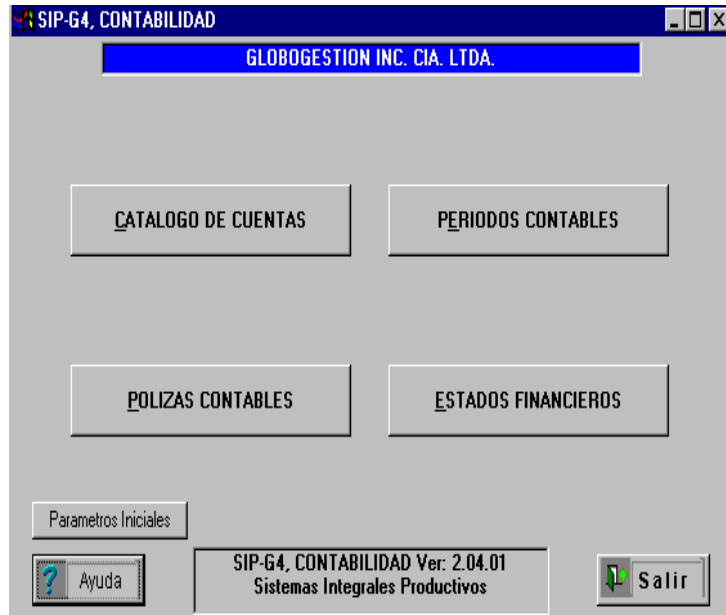 SIP-G4, CONTABILIDAD
GLOBOGESTION INC. CIA. LTDA.
CATALOGO DE CUENTAS
PERIODOS CONTABLES
POLIZAS CONTABLES
ESTADOS FINANCIEROS
Parametros Iniciales
Ayuda
SIP-G4, CONTABILIDAD Ver: 2.04.01
Sistemas Integrales Productivos
Salir